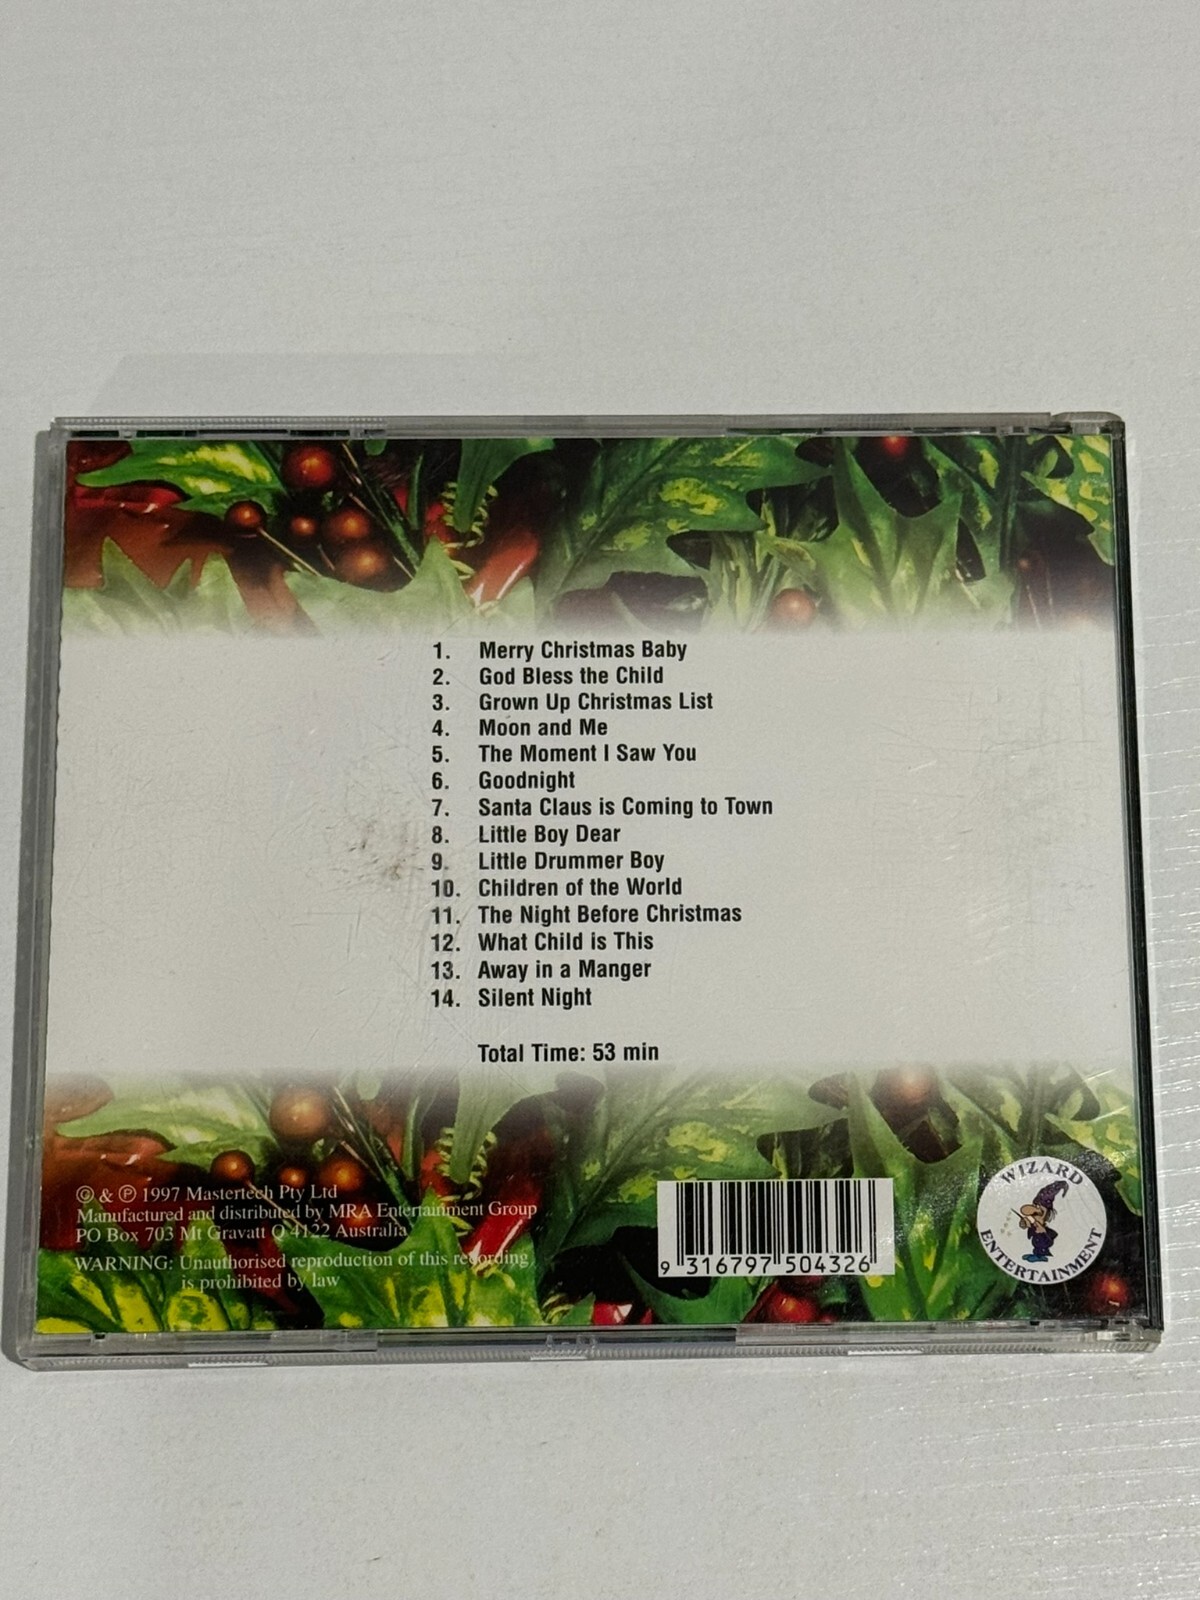 1. Merry Christmas Baby
2. God Bless the Child
3. Grown Up Christmas List
4. Moon and Me
5. The Moment I Saw You
6. Goodnight
7. Santa Claus is Coming to Town
8. Little Boy Dear
9. Little Drummer Boy
10. Children of the World
11. The Night Before Christmas
12. What Child is This
13. Away in a Manger
14. Silent Night
Total Time: 53 min
© & ℗ 1997 Mastertech Pty Ltd
Manufactured and distributed by MRA Entertainment Group
PO Box 703 Mt Gravatt Q 4122 Australia
WARNING: Unauthorised reproduction of this recording
is prohibited by law
9 316797 504326
WIZARD
ENTERTAINMENT